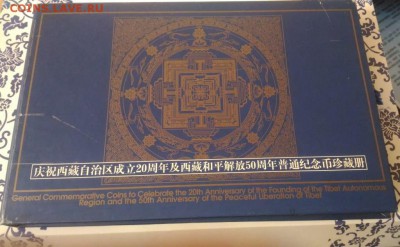 COINS.LAVE.RU
庆祝西藏自治区成立20周年及西藏和平解放50周年普通纪念币珍藏册
General Commemorative Coins to Celebrate the 20th Anniversary of the Founding of the Tibet Autonomous
Region and the 50th Anniversary of the Peaceful Liberation of Tibet